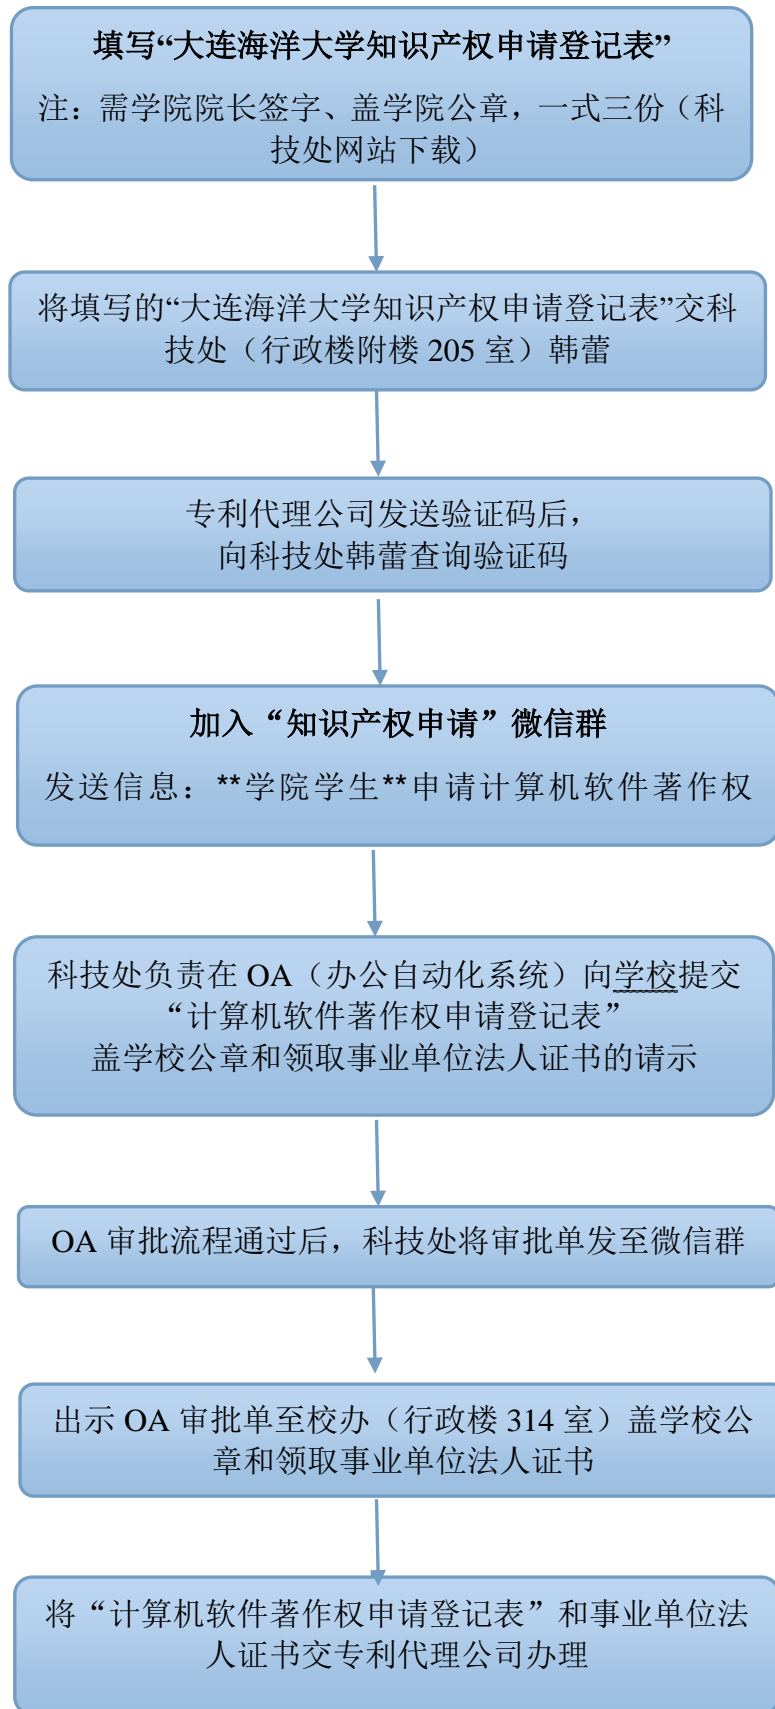 填写“大连海洋大学知识产权申请登记表”
注：需学院院长签字、盖学院公章，一式三份（科
技处网站下载）
将填写的“大连海洋大学知识产权申请登记表”交科
技处（行政楼附楼 205 室）韩蕾
专利代理公司发送验证码后，
向科技处韩蕾查询验证码
加入“知识产权申请”微信群
发送信息：**学院学生**申请计算机软件著作权
科技处负责在 OA（办公自动化系统）向学校提交
“计算机软件著作权申请登记表”
盖学校公章和领取事业单位法人证书的请示
OA 审批流程通过后，科技处将审批单发至微信群
出示 OA 审批单至校办（行政楼 314 室）盖学校公
章和领取事业单位法人证书
将“计算机软件著作权申请登记表”和事业单位法
人证书交专利代理公司办理